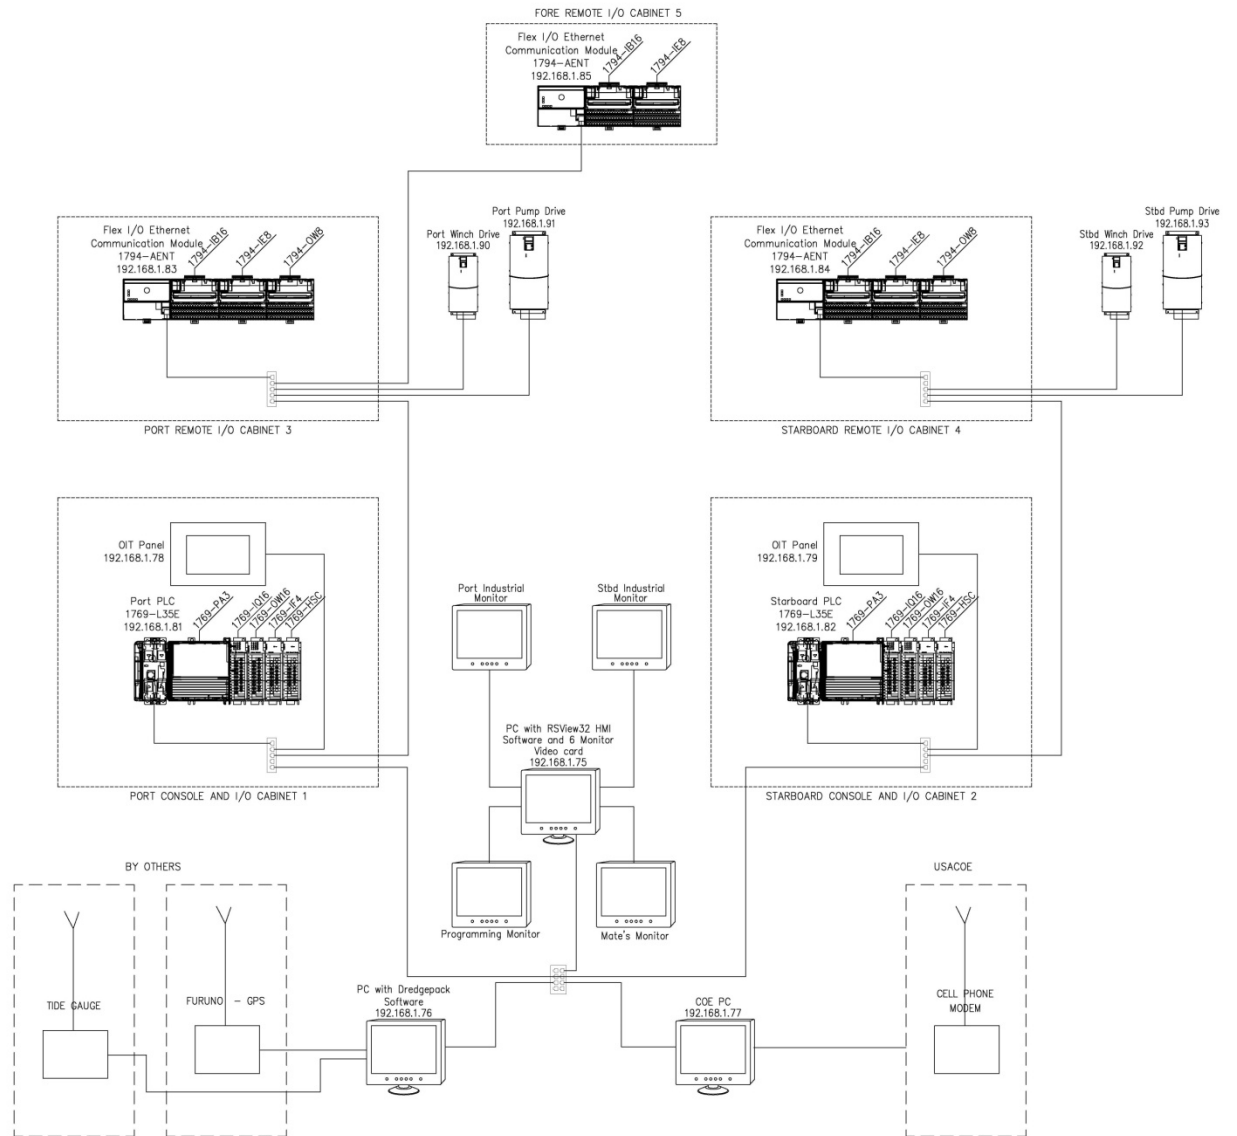 FORE REMOTE I/O CABINET 5
Flex I/O Ethernet
Communication Module
1794-AENT
192.168.1.85
1794-IB16
1794-IE8
Flex I/O Ethernet
Communication Module
1794-AENT
192.168.1.83
1794-IB16
1794-IE8
1794-OW8
PORT REMOTE I/O CABINET 3
Port Winch Drive
192.168.1.90
Port Pump Drive
192.168.1.91
Flex I/O Ethernet
Communication Module
1794-AENT
192.168.1.84
1794-IB16
1794-IE8
1794-OW8
STARBOARD REMOTE I/O CABINET 4
Stbd Winch Drive
192.168.1.92
Stbd Pump Drive
192.168.1.93
OIT Panel
192.168.1.78
Port PLC
1769-L35E
192.168.1.81
1769-PA3
1769-IQ16
1769-OW16
1769-IF4
1769-HSC
PORT CONSOLE AND I/O CABINET 1
Port Industrial
Monitor
Stbd Industrial
Monitor
PC with RSView32 HMI
Software and 6 Monitor
Video card
192.168.1.75
Programming Monitor
Mate's Monitor
OIT Panel
192.168.1.79
Starboard PLC
1769-L35E
192.168.1.82
1769-PA3
1769-IQ16
1769-OW16
1769-IF4
1769-HSC
STARBOARD CONSOLE AND I/O CABINET 2
BY OTHERS
TIDE GAUGE
FURUNO - GPS
PC with Dredgepack
Software
192.168.1.76
COE PC
192.168.1.77
USACOE
CELL PHONE
MODEM